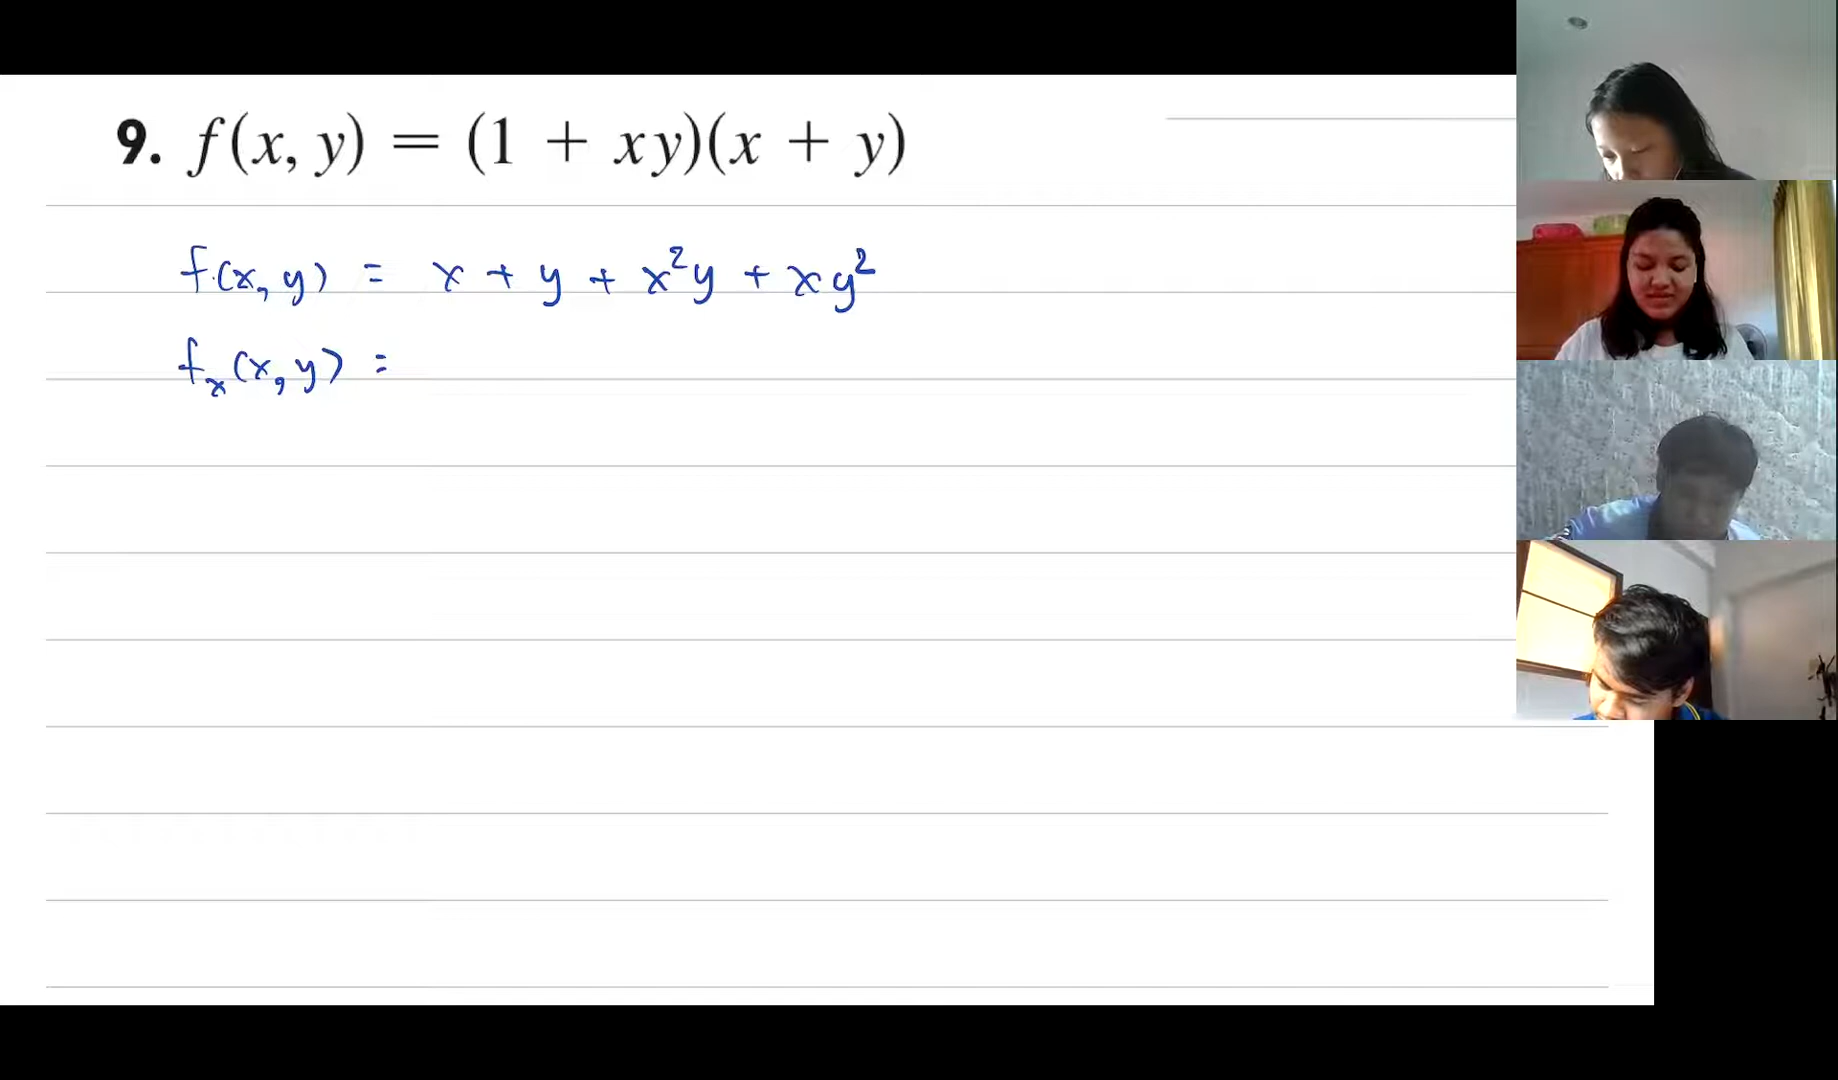 9. f(x, y) = (1 + xy)(x + y)
f(x, y) = x + y + x²y + xy²
fₓ(x, y) =